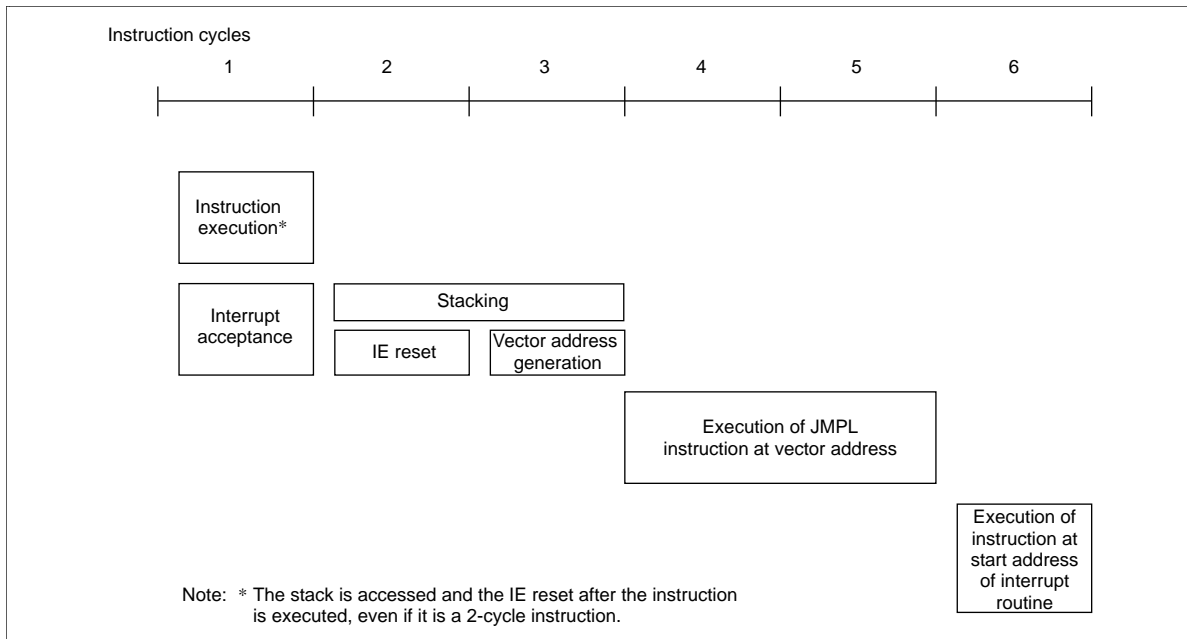 Instruction cycles
1 2 3 4 5 6
Instruction
execution*
Interrupt
acceptance
Stacking
IE reset
Vector address
generation
Execution of JMPL
instruction at vector address
Execution of
instruction at
start address
of interrupt
routine
Note: * The stack is accessed and the IE reset after the instruction
is executed, even if it is a 2-cycle instruction.